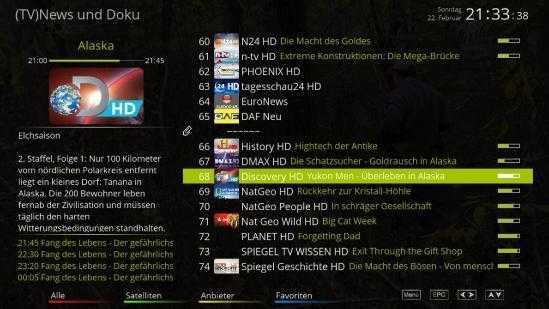 (TV)News und Doku
Sonntag
22. Februar
21:33:38
Alaska
21:00
21:45
D HD
Elchsaison
2. Staffel, Folge 1: Nur 100 Kilometer
vom nördlichen Polarkreis entfernt
liegt ein kleines Dorf: Tanana in
Alaska. Die 200 Bewohner leben
fernab der Zivilisation und müssen
täglich den harten
Witterungsbedingungen standhalten.
21:45 Fang des Lebens - Der gefährlichs
22:30 Fang des Lebens - Der gefährlichs
23:20 Fang des Lebens - Der gefährlichs
00:05 Fang des Lebens - Der gefährlichs
60 N24 HD Die Macht des Goldes
61 n-tv HD Extreme Konstruktionen: Die Mega-Brücke
62 PHOENIX HD
63 tagesschau24 HD
64 EuroNews
65 DAF Neu
------
66 History HD Hightech der Antike
67 DMAX HD Die Schatzsucher - Goldrausch in Alaska
68 Discovery HD Yukon Men - Überleben in Alaska
69 NatGeo HD Rückkehr zur Kristall-Höhle
70 NatGeo People HD In schräger Gesellschaft
71 Nat Geo Wild HD Big Cat Week
72 PLANET HD Forgetting Dad
73 SPIEGEL TV WISSEN HD Exit Through the Gift Shop
74 Spiegel Geschichte HD Die Macht des Bösen - Von mensch
Alle
Satelliten
Anbieter
Favoriten
Menü
EPG